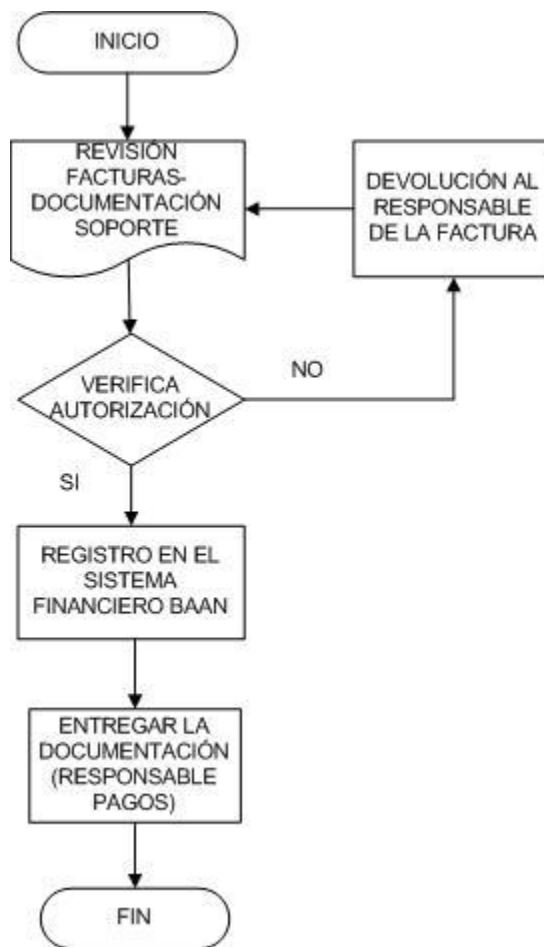 INICIO
REVISIÓN
FACTURAS-
DOCUMENTACIÓN
SOPORTE
DEVOLUCIÓN AL
RESPONSABLE
DE LA FACTURA
VERIFICA
AUTORIZACIÓN
NO
SI
REGISTRO EN EL
SISTEMA
FINANCIERO BAAN
ENTREGAR LA
DOCUMENTACIÓN
(RESPONSABLE
PAGOS)
FIN